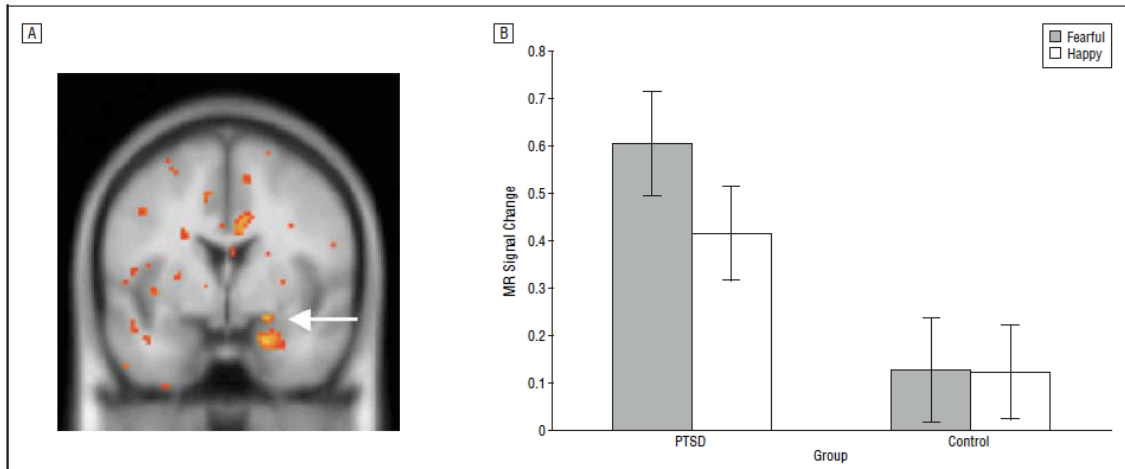 A
B
Fearful
Happy
0.8
0.7
0.6
0.5
0.4
0.3
0.2
0.1
0
MR Signal Change
PTSD
Control
Group